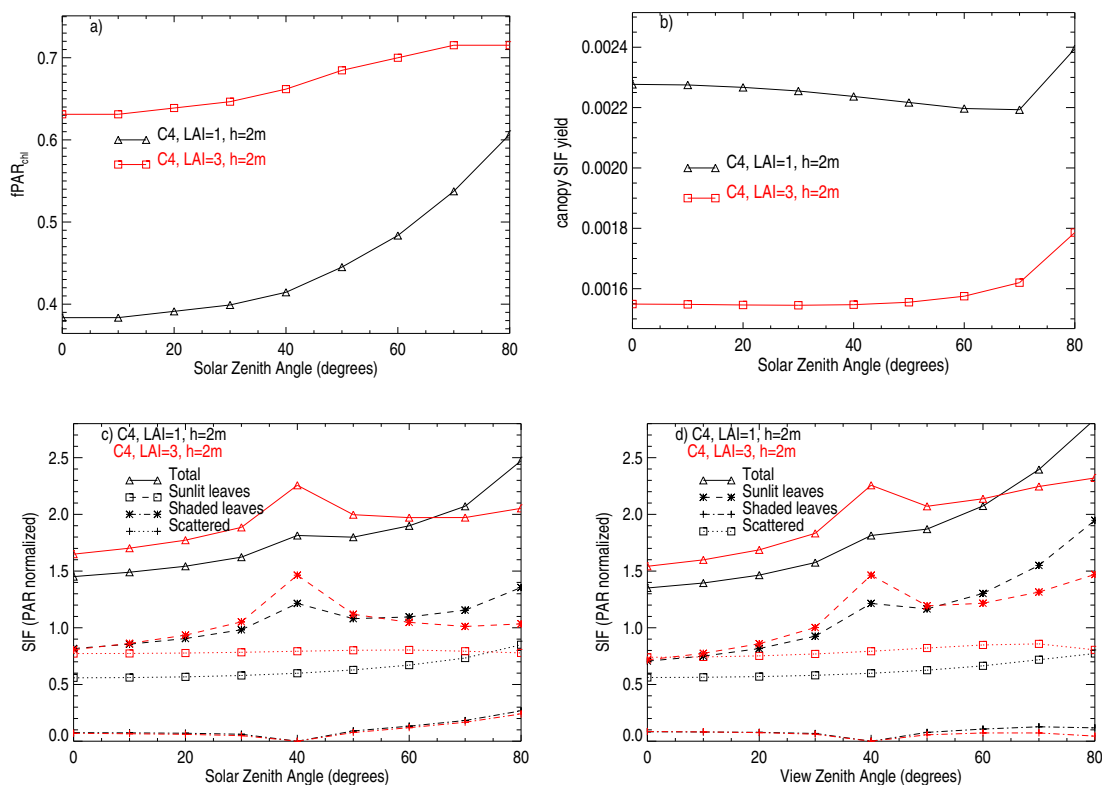 a)
0.7
0.6
0.5
0.4
fPARchl
C4, LAI=1, h=2m
C4, LAI=3, h=2m
0 20 40 60 80
Solar Zenith Angle (degrees)
b)
0.0024
0.0022
0.0020
0.0018
0.0016
canopy SIF yield
C4, LAI=1, h=2m
C4, LAI=3, h=2m
0 20 40 60 80
Solar Zenith Angle (degrees)
c) C4, LAI=1, h=2m
C4, LAI=3, h=2m
Total
Sunlit leaves
Shaded leaves
Scattered
2.5
2.0
1.5
1.0
0.5
0.0
SIF (PAR normalized)
0 20 40 60 80
Solar Zenith Angle (degrees)
d) C4, LAI=1, h=2m
C4, LAI=3, h=2m
Total
Sunlit leaves
Shaded leaves
Scattered
2.5
2.0
1.5
1.0
0.5
0.0
SIF (PAR normalized)
0 20 40 60 80
View Zenith Angle (degrees)